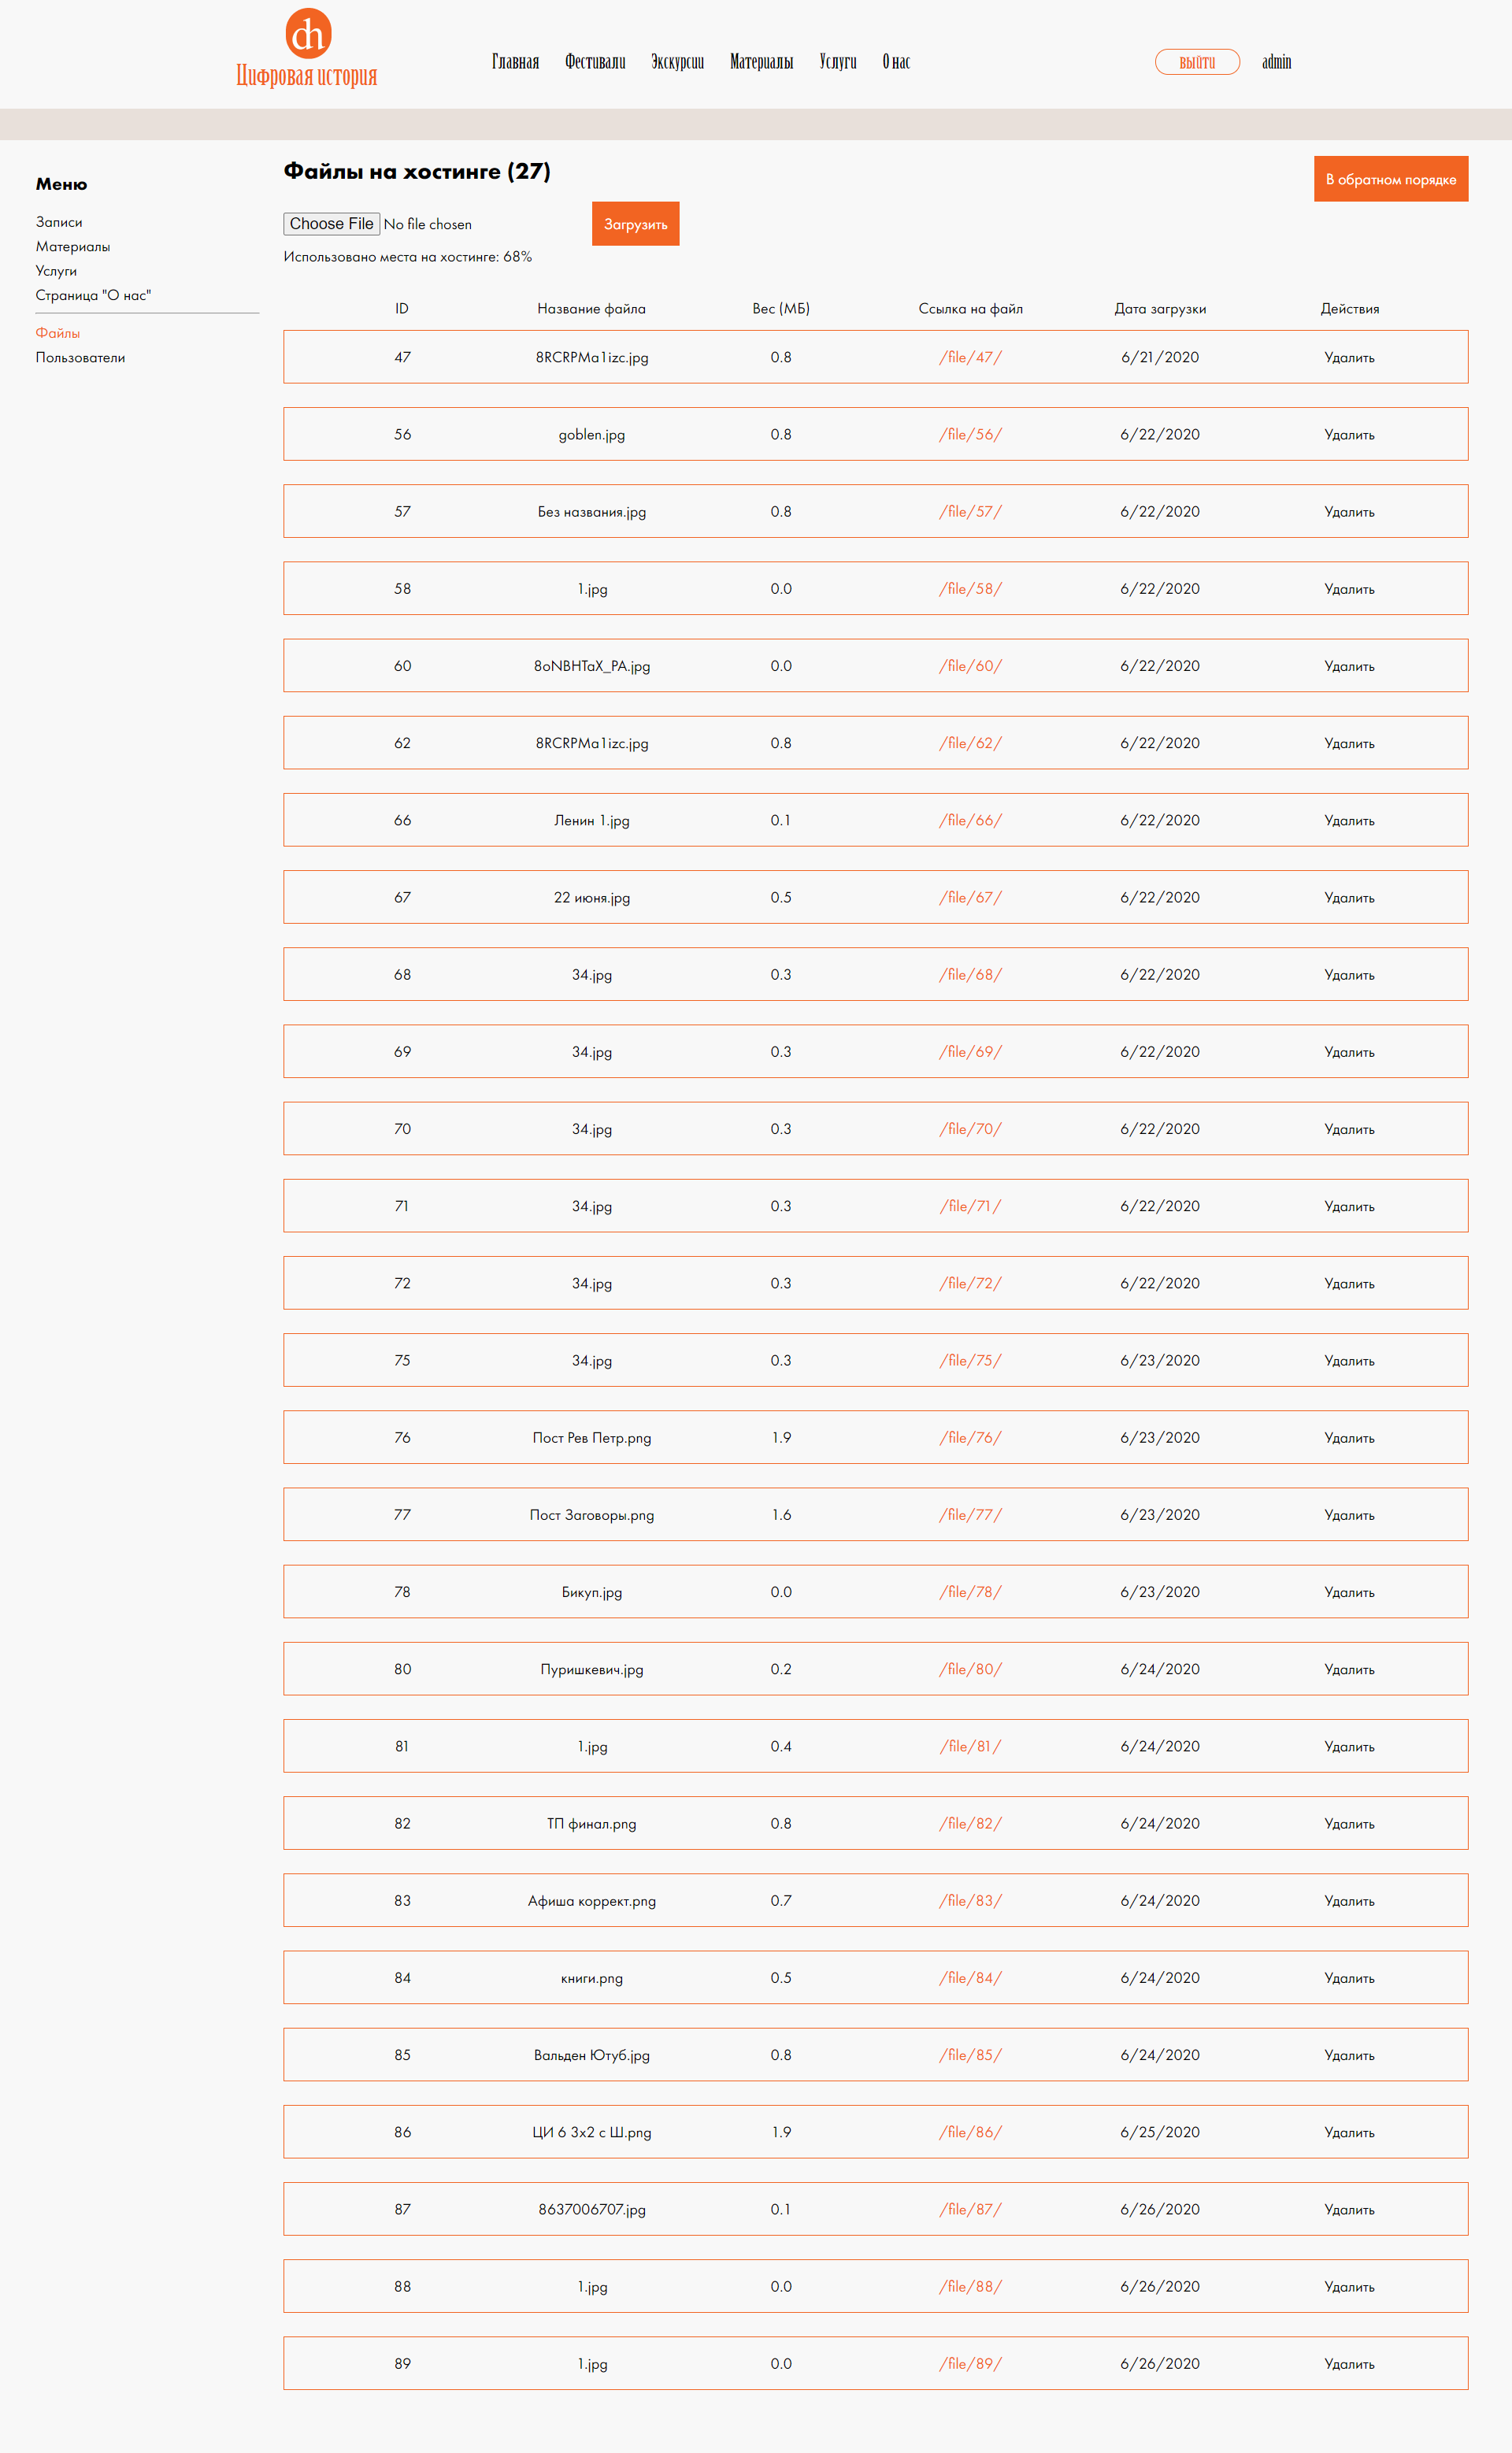 dh
Цифровая история
Главная Фестивали Экскурсии Материалы Услуги О нас
выйти admin
Меню
Записи
Материалы
Услуги
Страница "О нас"
Файлы
Пользователи
Файлы на хостинге (27)
В обратном порядке
Choose File No file chosen Загрузить
Использовано места на хостинге: 68%
ID Название файла Вес (МБ) Ссылка на файл Дата загрузки Действия
47 8RCRPMa1izc.jpg 0.8 /file/47/ 6/21/2020 Удалить
56 goblen.jpg 0.8 /file/56/ 6/22/2020 Удалить
57 Без названия.jpg 0.8 /file/57/ 6/22/2020 Удалить
58 1.jpg 0.0 /file/58/ 6/22/2020 Удалить
60 8oNBHTaX_PA.jpg 0.0 /file/60/ 6/22/2020 Удалить
62 8RCRPMa1izc.jpg 0.8 /file/62/ 6/22/2020 Удалить
66 Ленин 1.jpg 0.1 /file/66/ 6/22/2020 Удалить
67 22 июня.jpg 0.5 /file/67/ 6/22/2020 Удалить
68 34.jpg 0.3 /file/68/ 6/22/2020 Удалить
69 34.jpg 0.3 /file/69/ 6/22/2020 Удалить
70 34.jpg 0.3 /file/70/ 6/22/2020 Удалить
71 34.jpg 0.3 /file/71/ 6/22/2020 Удалить
72 34.jpg 0.3 /file/72/ 6/22/2020 Удалить
75 34.jpg 0.3 /file/75/ 6/23/2020 Удалить
76 Пост Рев Петр.png 1.9 /file/76/ 6/23/2020 Удалить
77 Пост Заговоры.png 1.6 /file/77/ 6/23/2020 Удалить
78 Бикуп.jpg 0.0 /file/78/ 6/23/2020 Удалить
80 Пуришкевич.jpg 0.2 /file/80/ 6/24/2020 Удалить
81 1.jpg 0.4 /file/81/ 6/24/2020 Удалить
82 ТП финал.png 0.8 /file/82/ 6/24/2020 Удалить
83 Афиша коррект.png 0.7 /file/83/ 6/24/2020 Удалить
84 книги.png 0.5 /file/84/ 6/24/2020 Удалить
85 Вальден Ютуб.jpg 0.8 /file/85/ 6/24/2020 Удалить
86 ЦИ 6 3х2 с Ш.png 1.9 /file/86/ 6/25/2020 Удалить
87 8637006707.jpg 0.1 /file/87/ 6/26/2020 Удалить
88 1.jpg 0.0 /file/88/ 6/26/2020 Удалить
89 1.jpg 0.0 /file/89/ 6/26/2020 Удалить